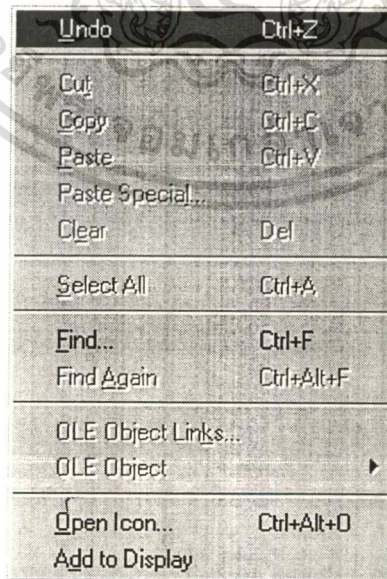 Undo Ctrl+Z
Cut Ctrl+X
Copy Ctrl+C
Paste Ctrl+V
Paste Special...
Clear Del
Select All Ctrl+A
Find... Ctrl+F
Find Again Ctrl+Alt+F
OLE Object Links...
OLE Object
Open Icon... Ctrl+Alt+O
Add to Display